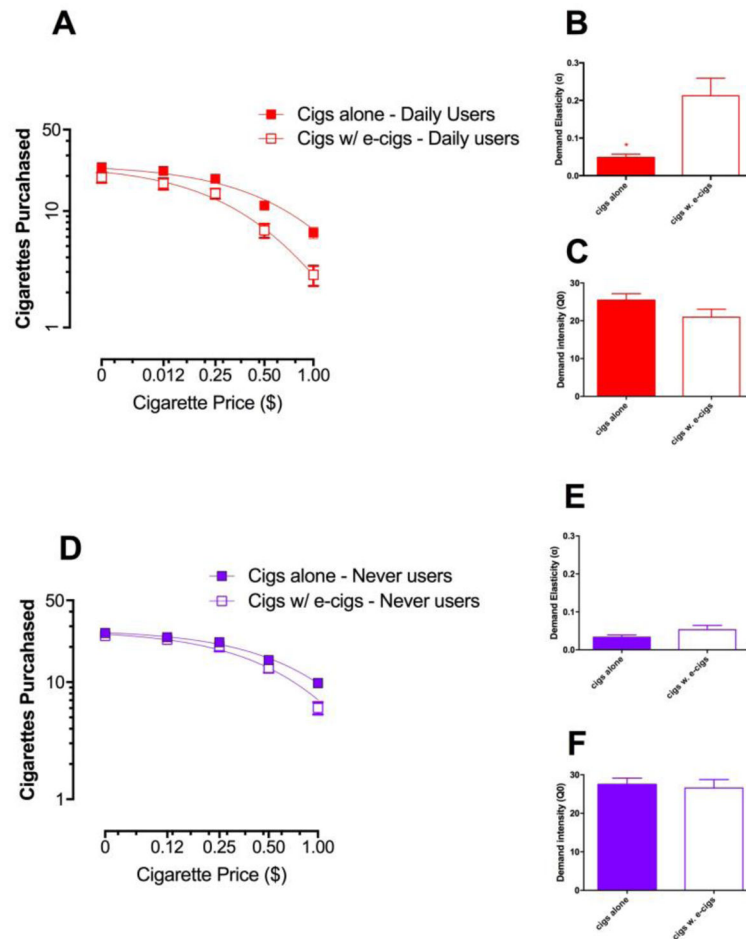 A
Cigs alone - Daily Users
Cigs w/ e-cigs - Daily users
50
10
1
Cigarettes Purcahased
0 0.012 0.25 0.50 1.00
Cigarette Price ($)
B
Demand Elasticity (α)
0.3
0.2
0.1
0.0
*
cigs alone
cigs w. e-cigs
C
Demand intensity (Q0)
30
20
10
0
cigs alone
cigs w. e-cigs
D
Cigs alone - Never users
Cigs w/ e-cigs - Never users
50
10
1
Cigarettes Purcahased
0 0.12 0.25 0.50 1.00
Cigarette Price ($)
E
Demand Elasticity (α)
0.3
0.2
0.1
0.0
cigs alone
cigs w. e-cigs
F
Demand intensity (Q0)
30
20
10
0
cigs alone
cigs w. e-cigs